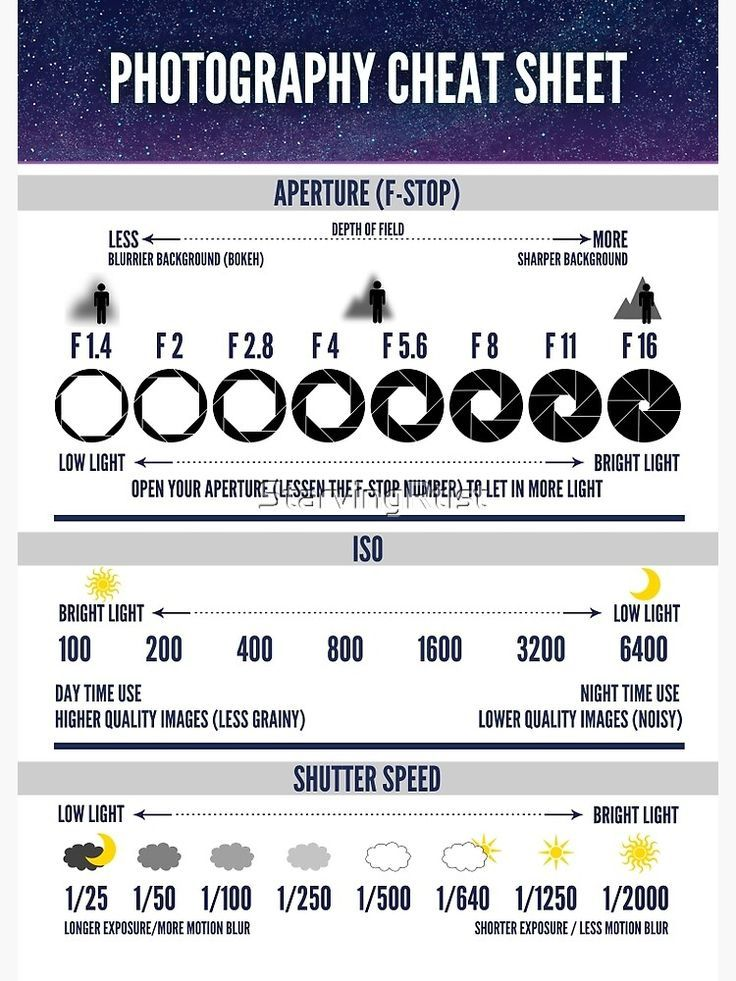 PHOTOGRAPHY CHEAT SHEET
APERTURE (F-STOP)
DEPTH OF FIELD
LESS MORE
BLURRIER BACKGROUND (BOKEH) SHARPER BACKGROUND
F 1.4 F 2 F 2.8 F 4 F 5.6 F 8 F 11 F 16
LOW LIGHT BRIGHT LIGHT
OPEN YOUR APERTURE (LESSEN THE F-STOP NUMBER) TO LET IN MORE LIGHT
StarvingRust
ISO
BRIGHT LIGHT LOW LIGHT
100 200 400 800 1600 3200 6400
DAY TIME USE NIGHT TIME USE
HIGHER QUALITY IMAGES (LESS GRAINY) LOWER QUALITY IMAGES (NOISY)
SHUTTER SPEED
LOW LIGHT BRIGHT LIGHT
1/25 1/50 1/100 1/250 1/500 1/640 1/1250 1/2000
LONGER EXPOSURE/MORE MOTION BLUR SHORTER EXPOSURE / LESS MOTION BLUR